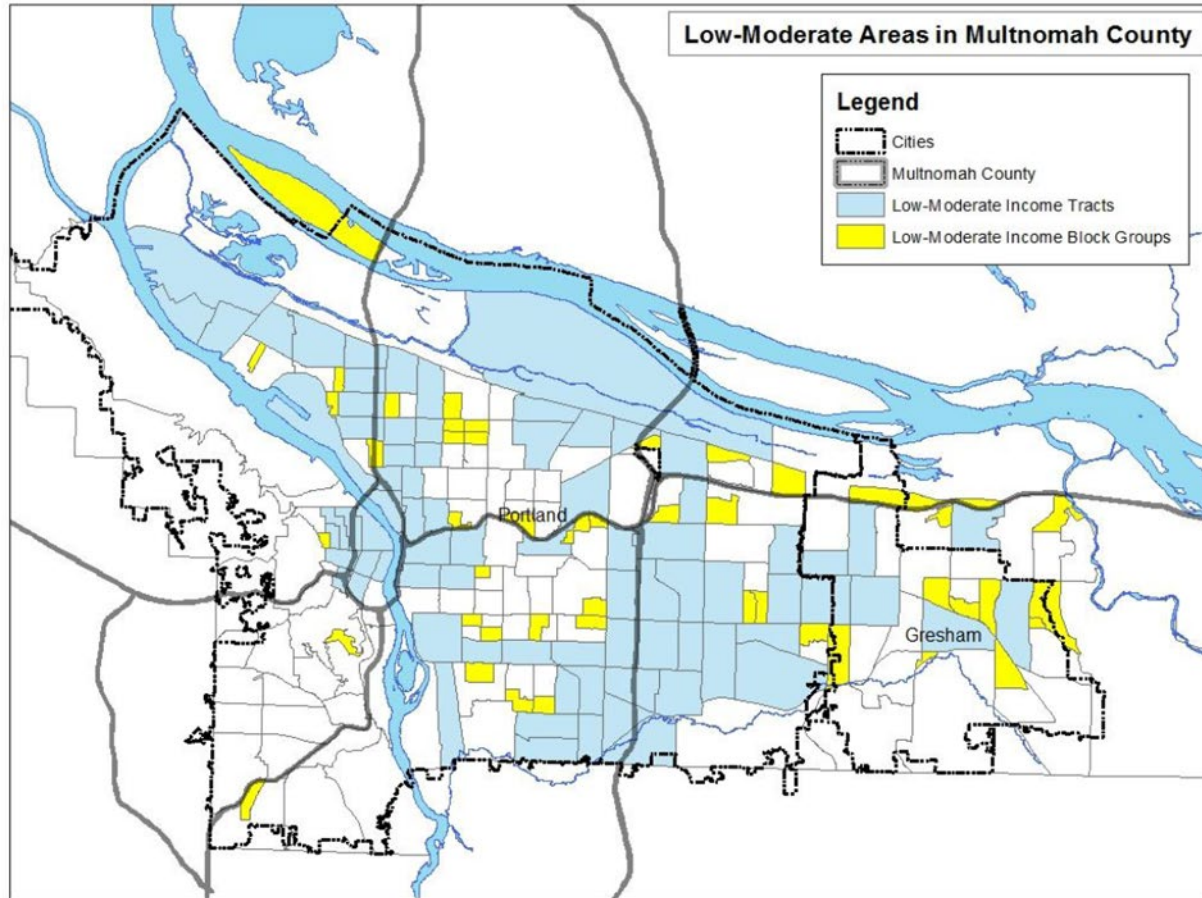 Low-Moderate Areas in Multnomah County
Legend
Cities
Multnomah County
Low-Moderate Income Tracts
Low-Moderate Income Block Groups
Portland
Gresham